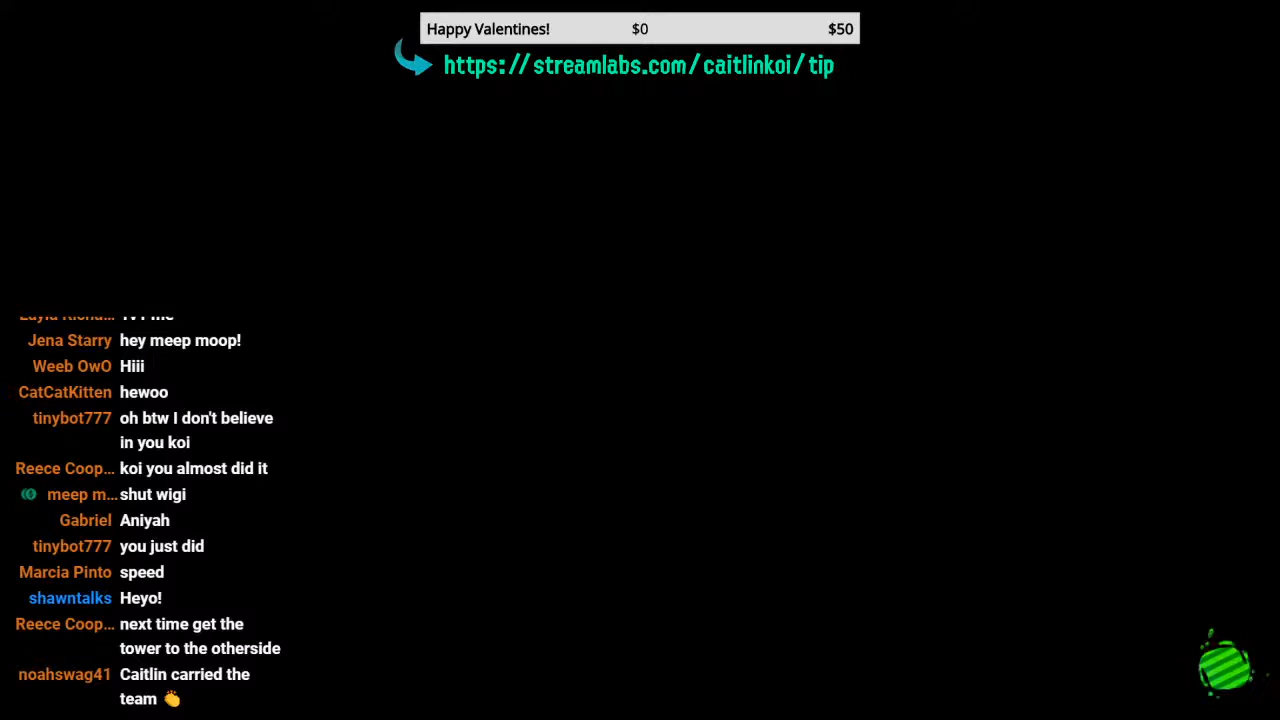 Happy Valentines! $0 $50
https://streamlabs.com/caitlinkoi/tip
Jena Starry hey meep moop!
Weeb OwO Hiii
CatCatKitten hewoo
tinybot777 oh btw I don't believe
in you koi
Reece Coop... koi you almost did it
meep m... shut wigi
Gabriel Aniyah
tinybot777 you just did
Marcia Pinto speed
shawntalks Heyo!
Reece Coop... next time get the
tower to the otherside
noahswag41 Caitlin carried the
team 👏